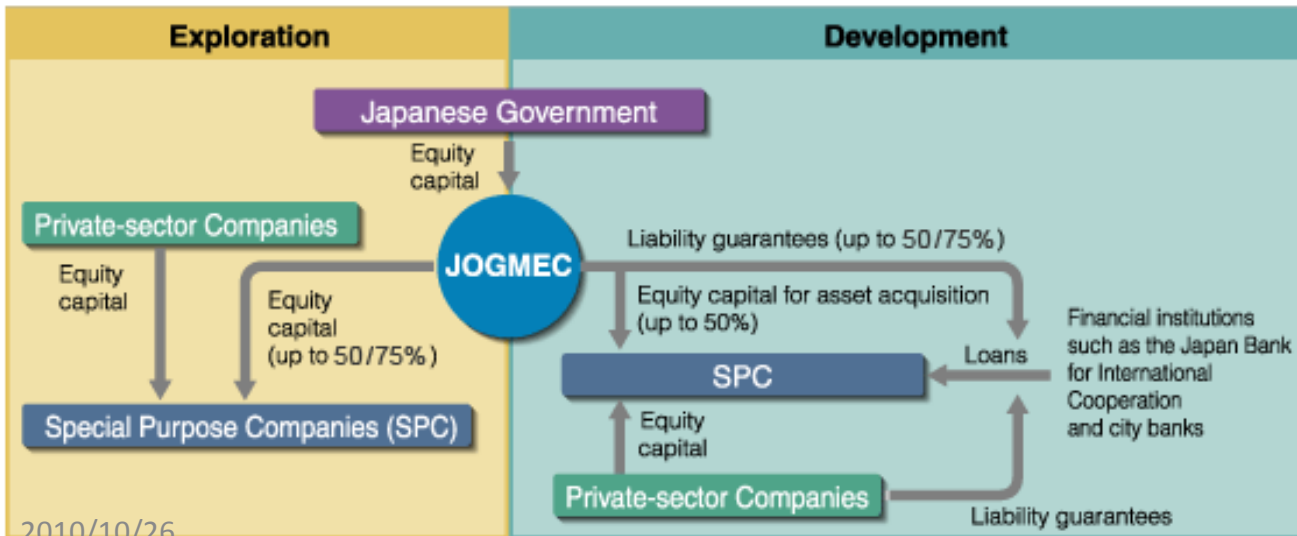 Exploration
Development
Japanese Government
Equity
capital
Private-sector Companies
JOGMEC
Liability guarantees (up to 50/75%)
Equity
capital
Equity
capital
(up to 50/75%)
Equity capital for asset acquisition
(up to 50%)
Financial institutions
such as the Japan Bank
for International
Cooperation
and city banks
Loans
SPC
Special Purpose Companies (SPC)
Equity
capital
Private-sector Companies
Liability guarantees
2010/10/26